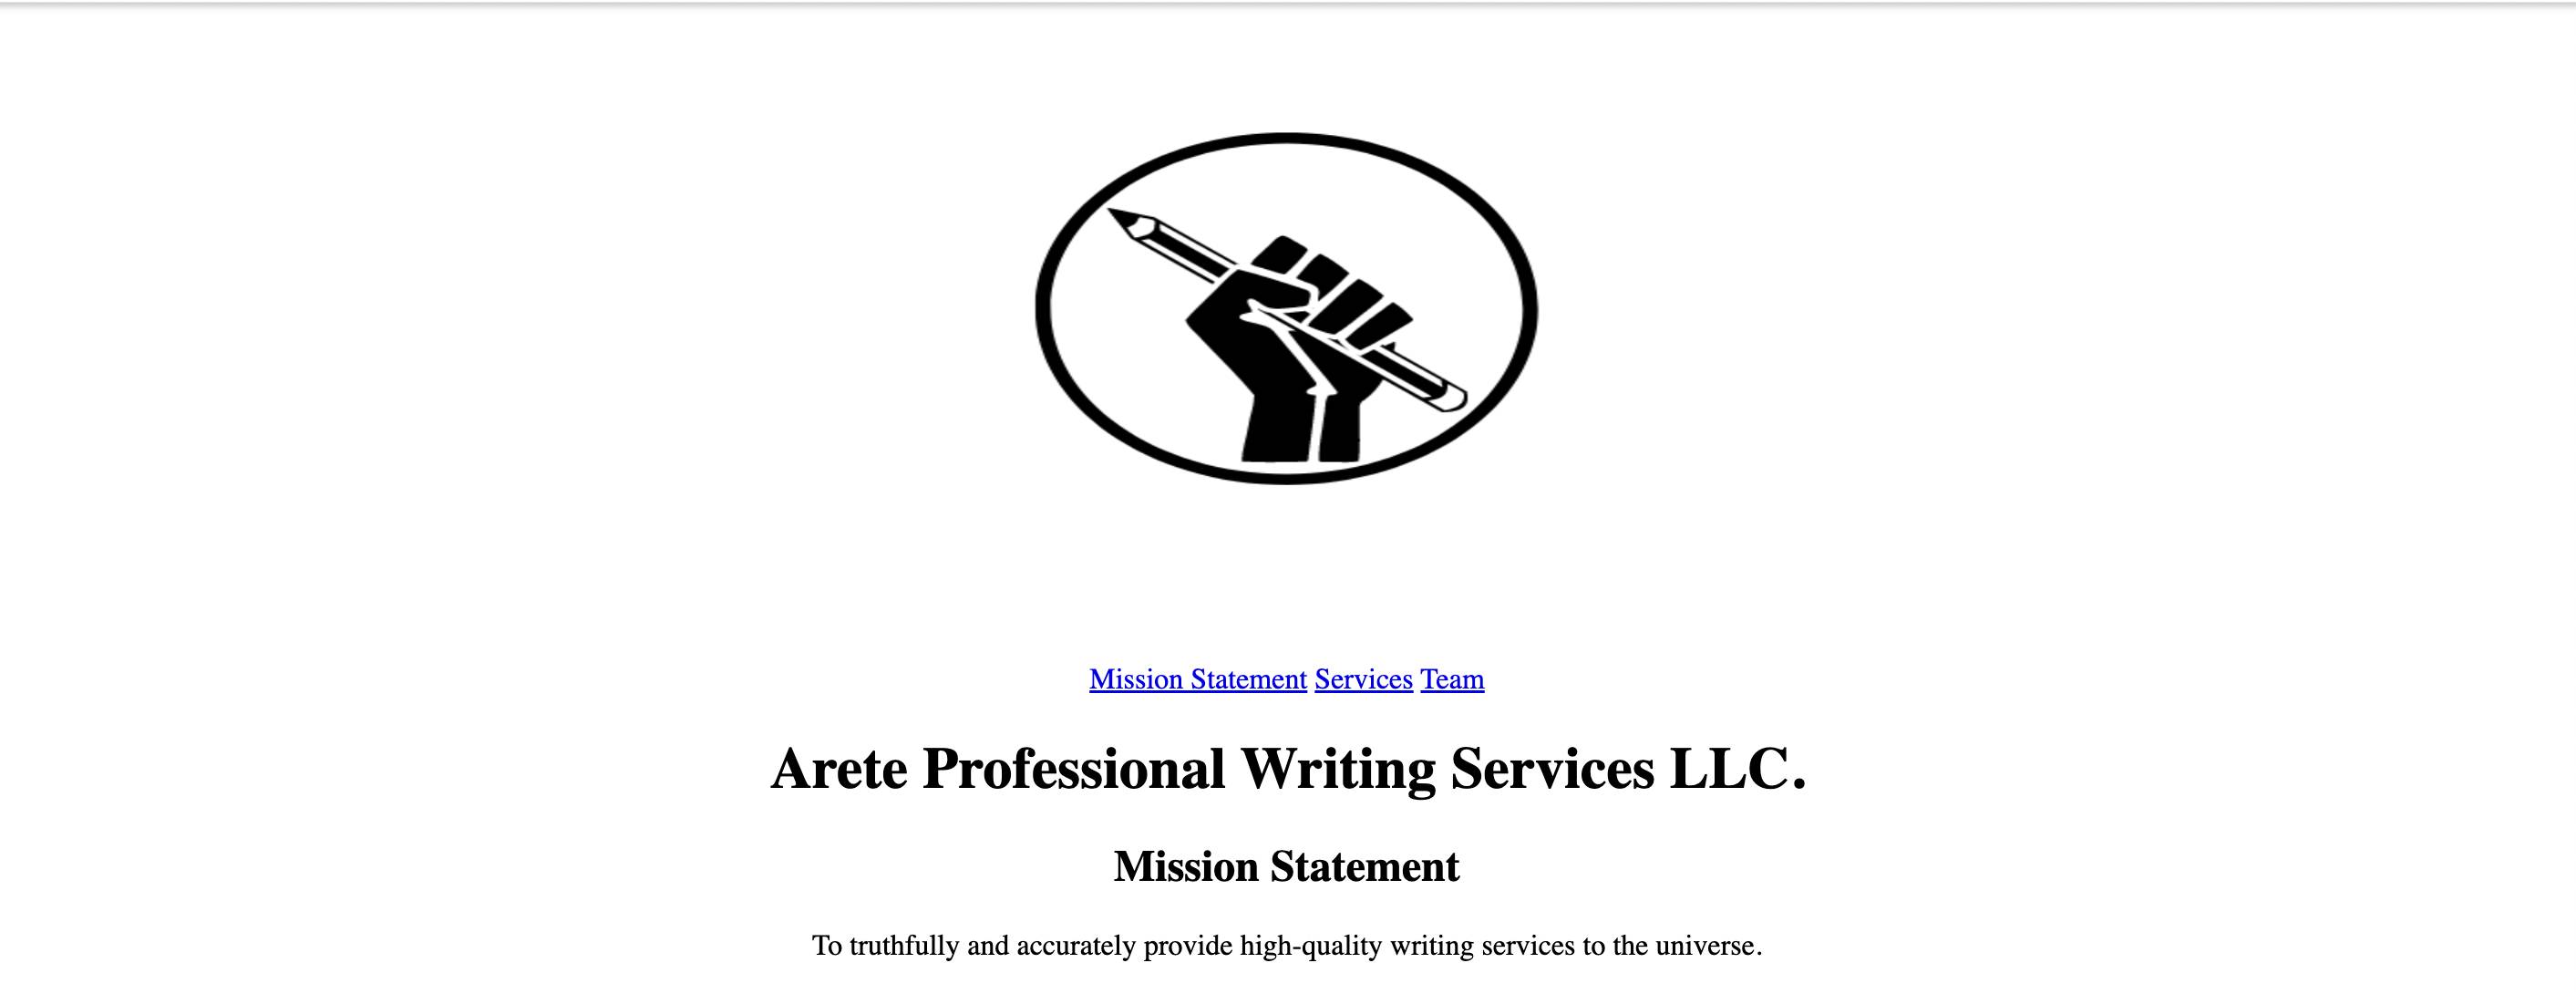 Mission Statement Services Team
Arete Professional Writing Services LLC.
Mission Statement
To truthfully and accurately provide high-quality writing services to the universe.